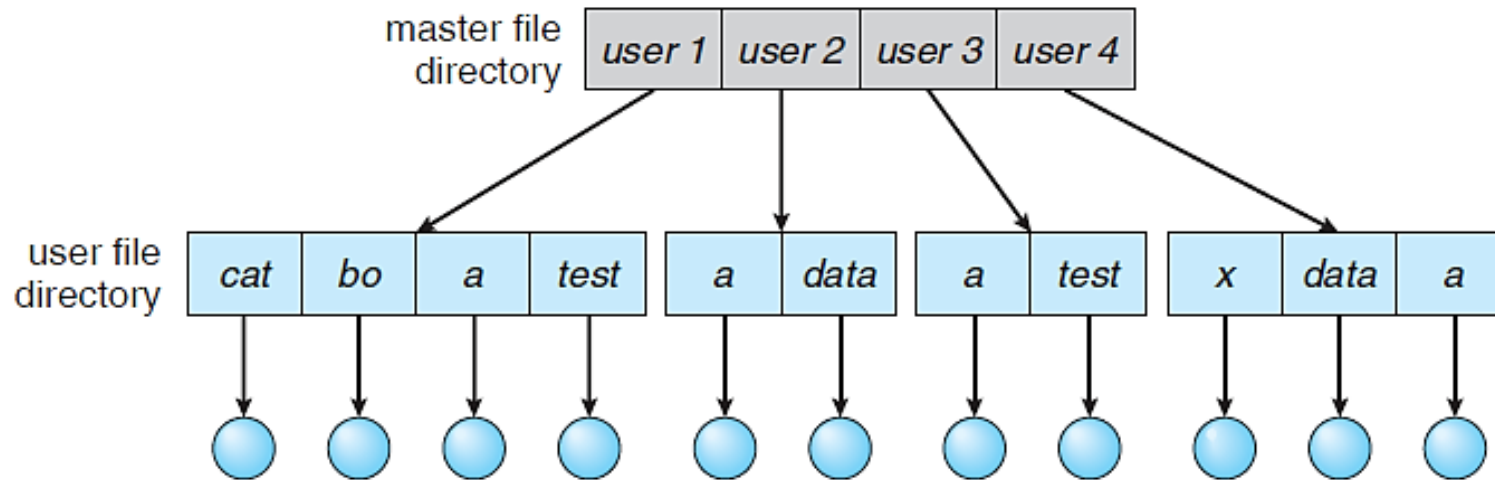 master file
directory
user 1 user 2 user 3 user 4
user file
directory
cat bo a test a data a test x data a